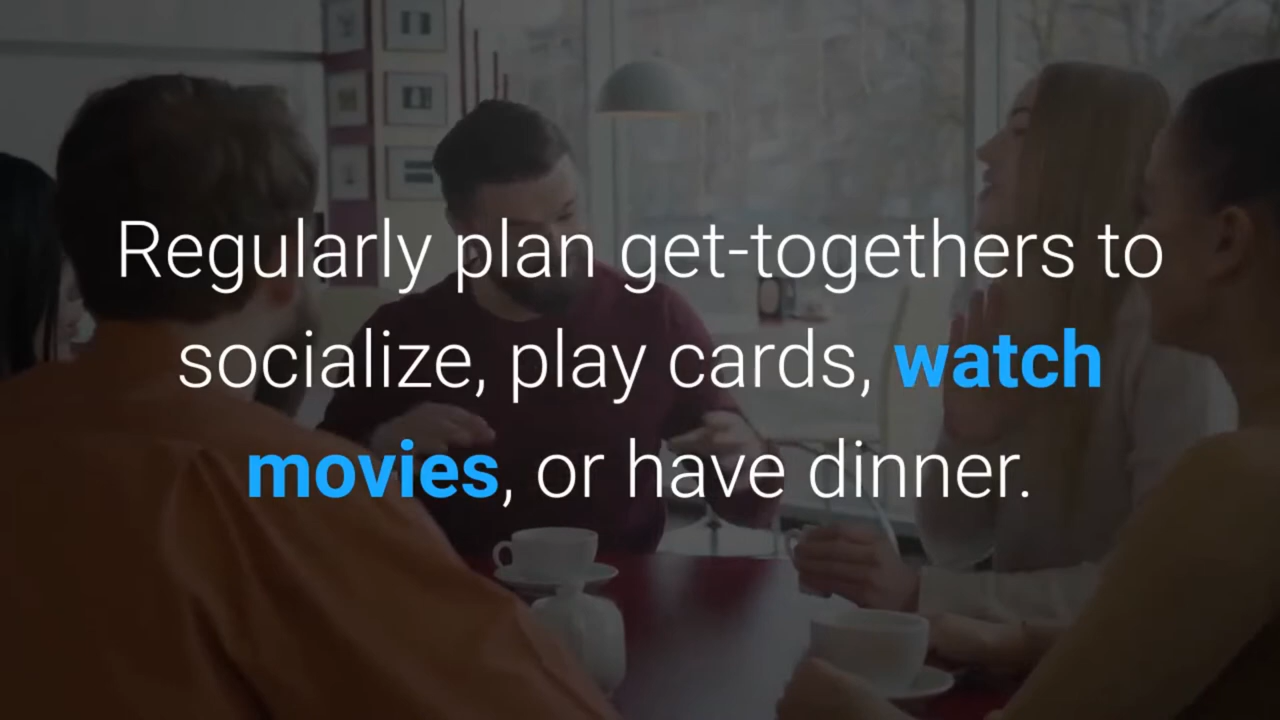 Regularly plan get-togethers to
socialize, play cards, watch
movies, or have dinner.